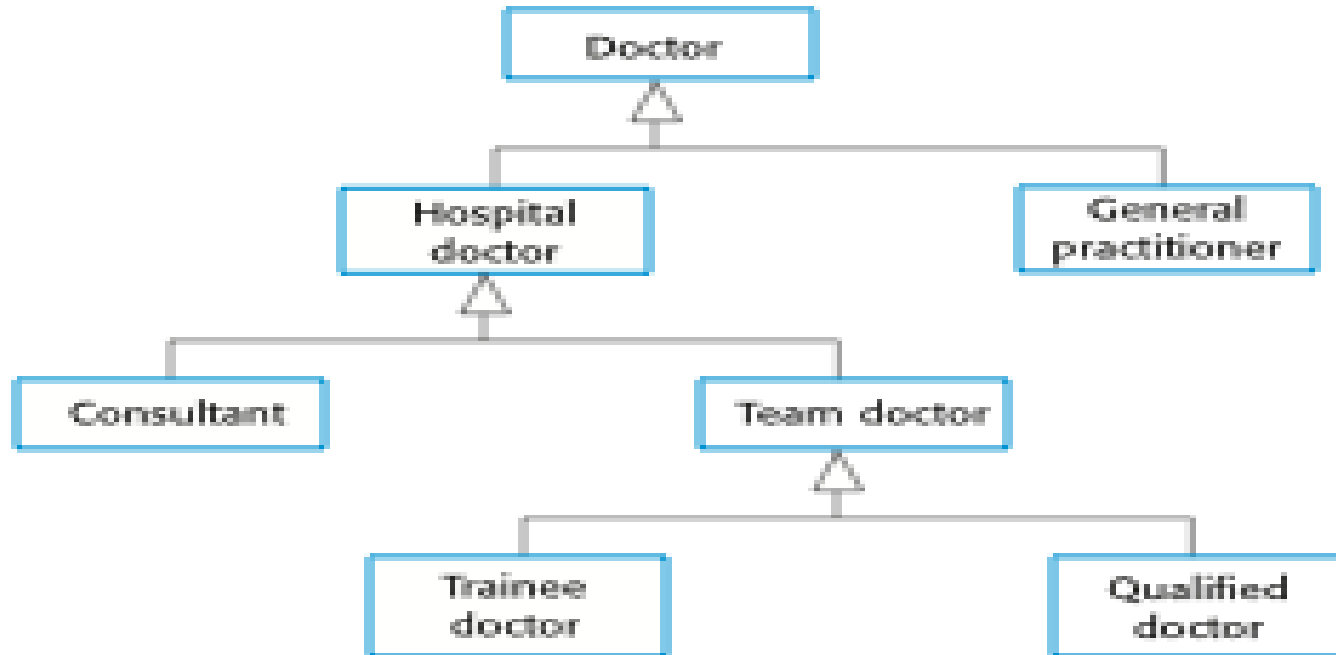 Doctor
Hospital
doctor
General
practitioner
Consultant
Team doctor
Trainee
doctor
Qualified
doctor